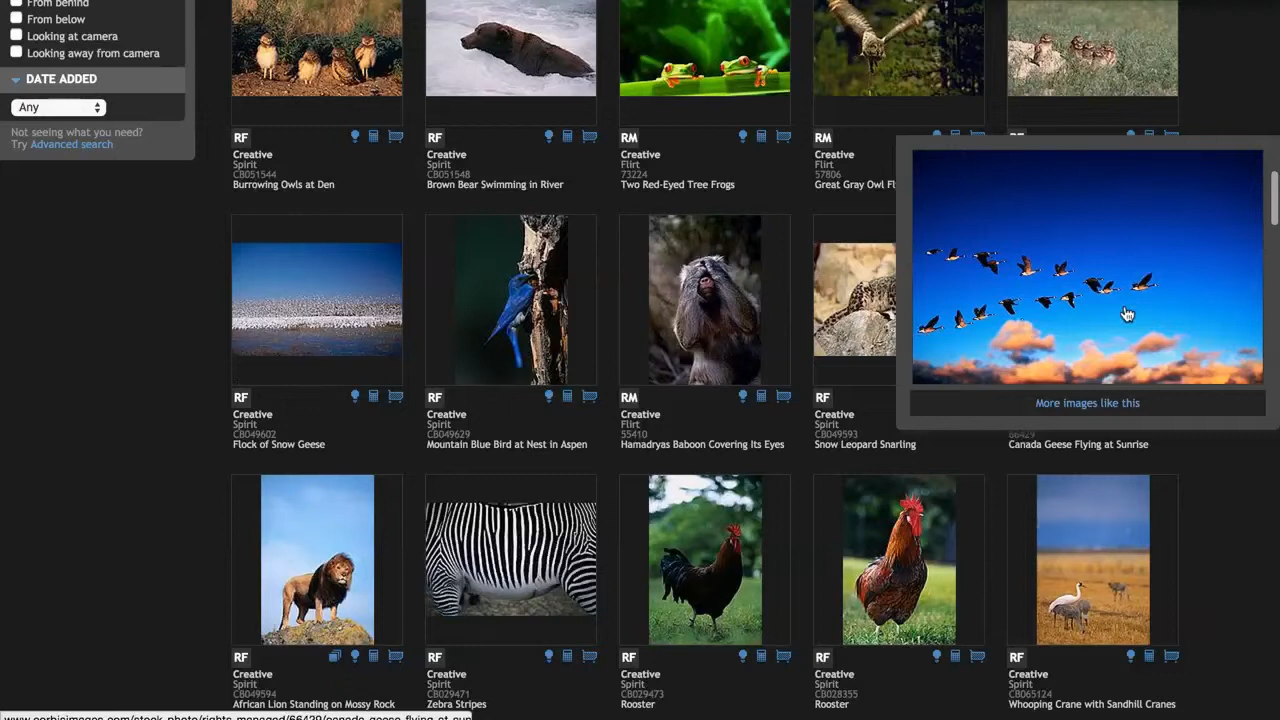 From behind
From below
Looking at camera
Looking away from camera
DATE ADDED
Any
Not seeing what you need?
Try Advanced search
RF
Creative
Spirit
CB051544
Burrowing Owls at Den
RF
Creative
Spirit
CB051548
Brown Bear Swimming in River
RM
Creative
Flirt
73224
Two Red-Eyed Tree Frogs
RM
Creative
Flirt
57806
Great Gray Owl Fl
RF
Creative
Spirit
CB049602
Flock of Snow Geese
RF
Creative
Spirit
CB049629
Mountain Blue Bird at Nest in Aspen
RM
Creative
Flirt
55410
Hamadryas Baboon Covering Its Eyes
RF
Creative
Spirit
CB049593
Snow Leopard Snarling
More images like this
Canada Geese Flying at Sunrise
RF
Creative
Spirit
CB049594
African Lion Standing on Mossy Rock
RF
Creative
Spirit
CB029471
Zebra Stripes
RF
Creative
Spirit
CB029473
Rooster
RF
Creative
Spirit
CB028355
Rooster
RF
Creative
Spirit
CB065124
Whooping Crane with Sandhill Cranes